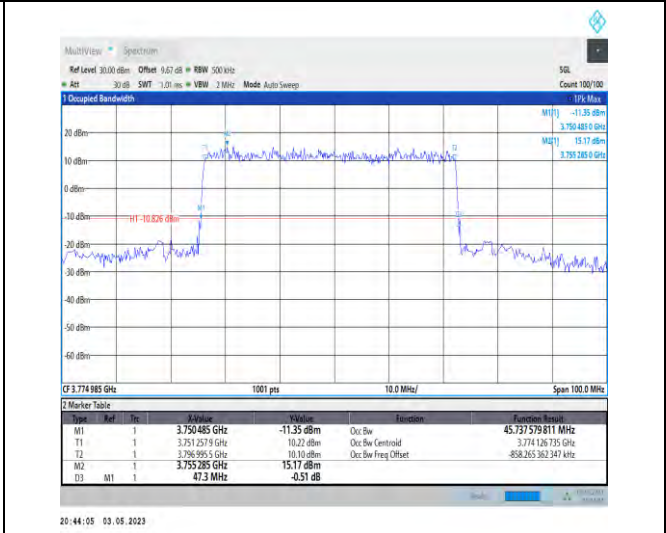 MultiView Spectrum
Ref Level 30.00 dBm Offset 9.67 dB RBW 500 kHz SGL
Att 30 dB SWT 1.01 ms VBW 2 MHz Mode Auto Sweep Count 100/100
1 Occupied Bandwidth 1Pk Max
M1[1] -11.35 dBm
3.750 485 0 GHz
20 dBm M2[1] 15.17 dBm
3.755 285 0 GHz
10 dBm
0 dBm
-10 dBm H1 -10.826 dBm
-20 dBm
-30 dBm
-40 dBm
-50 dBm
-60 dBm
CF 3.774 985 GHz 1001 pts 10.0 MHz/ Span 100.0 MHz
2 Marker Table
Type Ref Trc X-Value Y-Value Function Function Result
M1 1 3.750485 GHz -11.35 dBm Occ Bw 45.737 579 811 MHz
T1 1 3.751 257 9 GHz 10.22 dBm Occ Bw Centroid 3.774 126 735 GHz
T2 1 3.796 995 5 GHz 10.10 dBm Occ Bw Freq Offset -858.265 362 347 kHz
M2 1 3.755 285 GHz 15.17 dBm
D3 M1 1 47.3 MHz -0.51 dB
20:44:05 03.05.2023